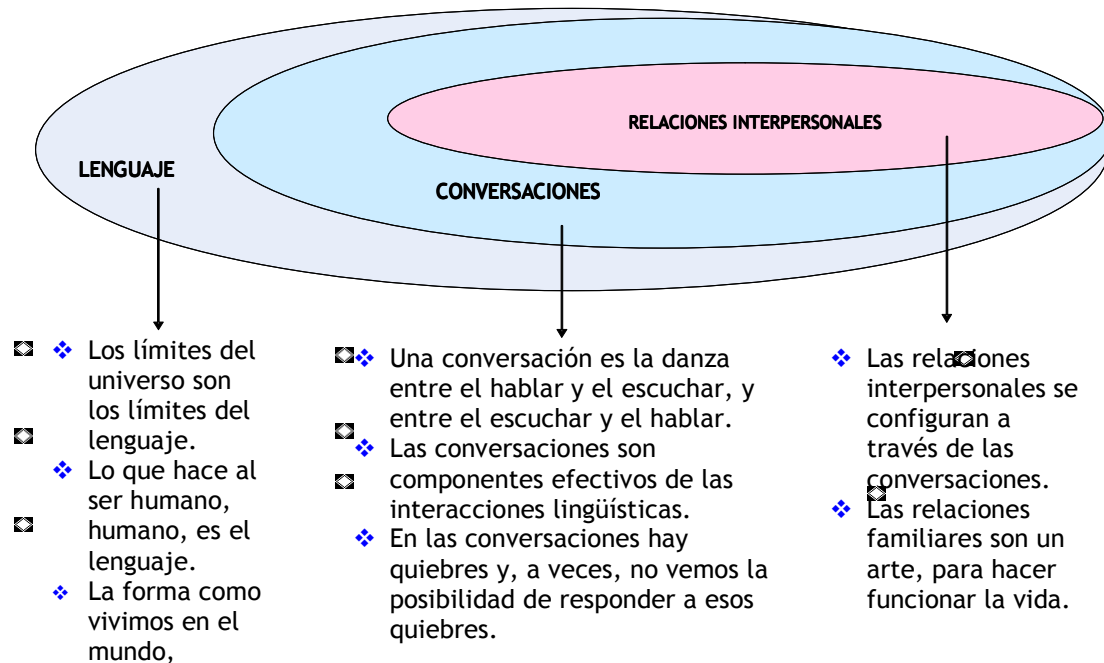 RELACIONES INTERPERSONALES
LENGUAJE
CONVERSACIONES
Los límites del
universo son
los límites del
lenguaje.
Lo que hace al
ser humano,
humano, es el
lenguaje.
La forma como
vivimos en el
mundo,
Una conversación es la danza
entre el hablar y el escuchar, y
entre el escuchar y el hablar.
Las conversaciones son
componentes efectivos de las
interacciones lingüísticas.
En las conversaciones hay
quiebres y, a veces, no vemos la
posibilidad de responder a esos
quiebres.
Las relaciones
interpersonales se
configuran a
través de las
conversaciones.
Las relaciones
familiares son un
arte, para hacer
funcionar la vida.